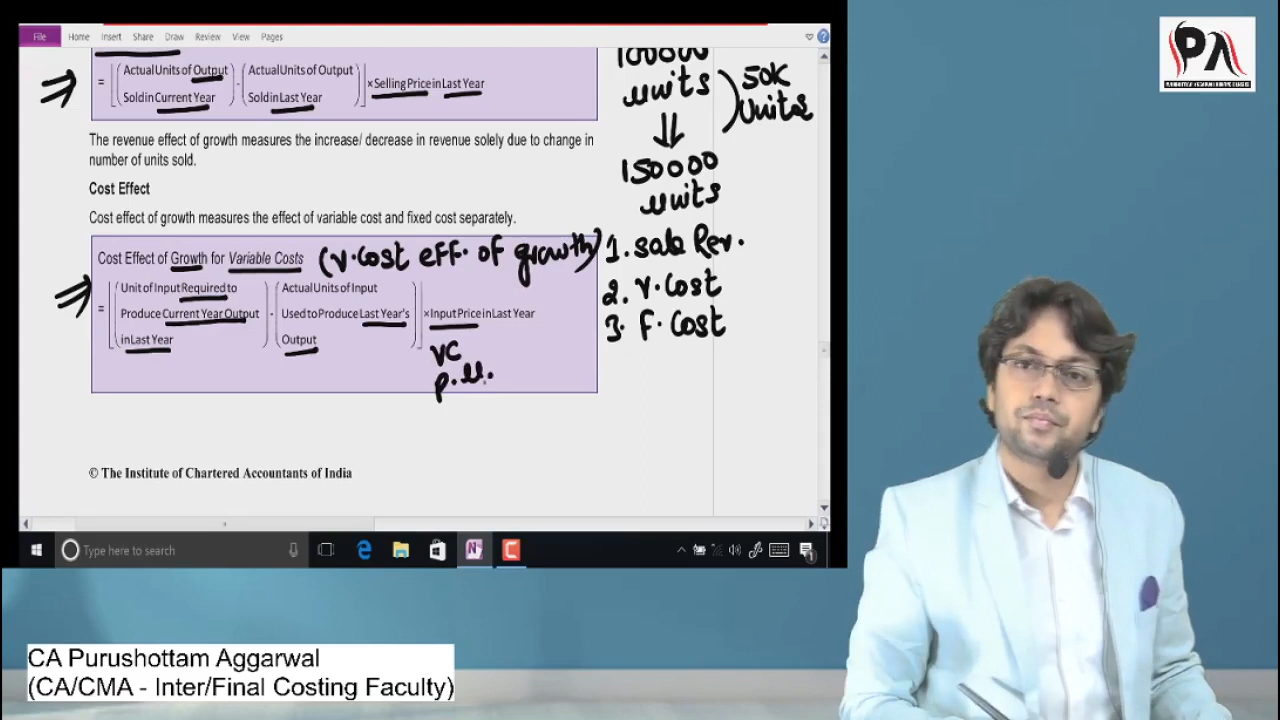 File Home Insert Share Draw Review View Pages
= [(Actual Units of Output Sold in Current Year) - (Actual Units of Output Sold in Last Year)] × Selling Price in Last Year
The revenue effect of growth measures the increase/ decrease in revenue solely due to change in
number of units sold.
Cost Effect
Cost effect of growth measures the effect of variable cost and fixed cost separately.
Cost Effect of Growth for Variable Costs (V. Cost eff. of growth)
= [(Unit of Input Required to Produce Current Year Output in Last Year) - (Actual Units of Input Used to Produce Last Year's Output)] × Input Price in Last Year
VC
p.u.
© The Institute of Chartered Accountants of India
100000
units
50K
Units
150000
units
1. Sale Rev.
2. V. Cost
3. F. Cost
Type here to search
PA
CA Purushottam Aggarwal
(CA/CMA - Inter/Final Costing Faculty)